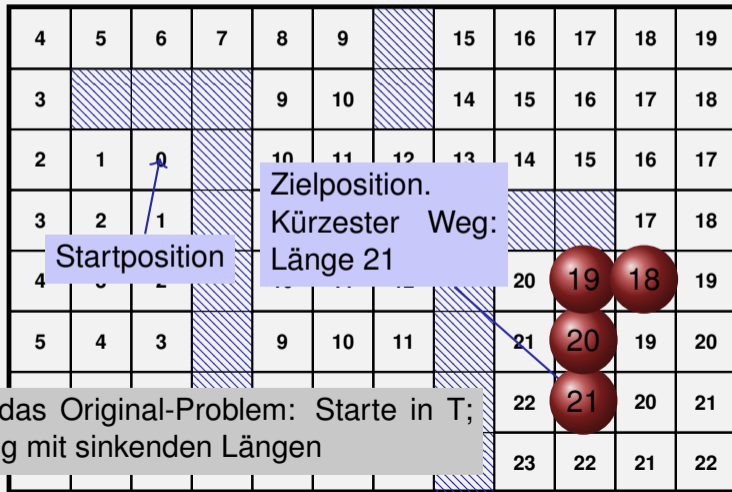 4 5 6 7 8 9 15 16 17 18 19
3 9 10 14 15 16 17 18
2 1 0 10 11 12 13 14 15 16 17
Zielposition.
3 2 1 Kürzester Weg: 17 18
Startposition Länge 21
4 20 19 18 19
5 4 3 9 10 11 21 20 19 20
das Original-Problem: Starte in T; 22 21 20 21
g mit sinkenden Längen 23 22 21 22